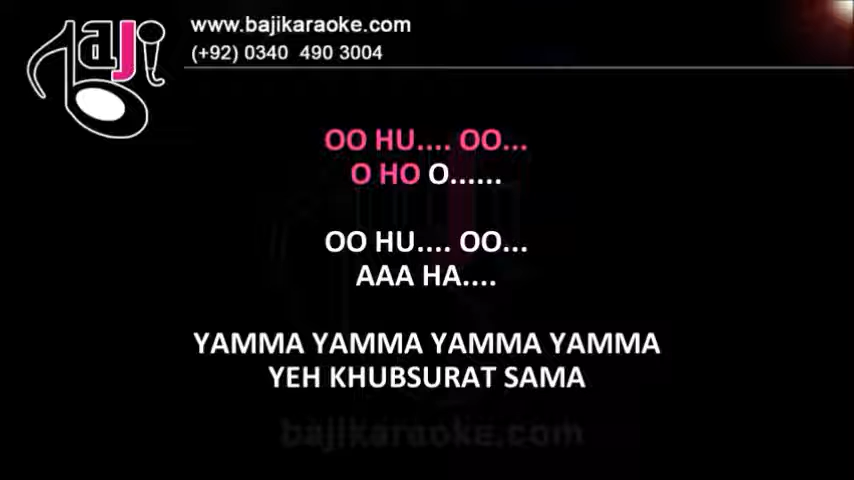 www.bajikaraoke.com
(+92) 0340 490 3004
Baji
OO HU.... OO...
O HO O......
OO HU.... OO...
AAA HA....
YAMMA YAMMA YAMMA YAMMA
YEH KHUBSURAT SAMA
bajikaraoke.com